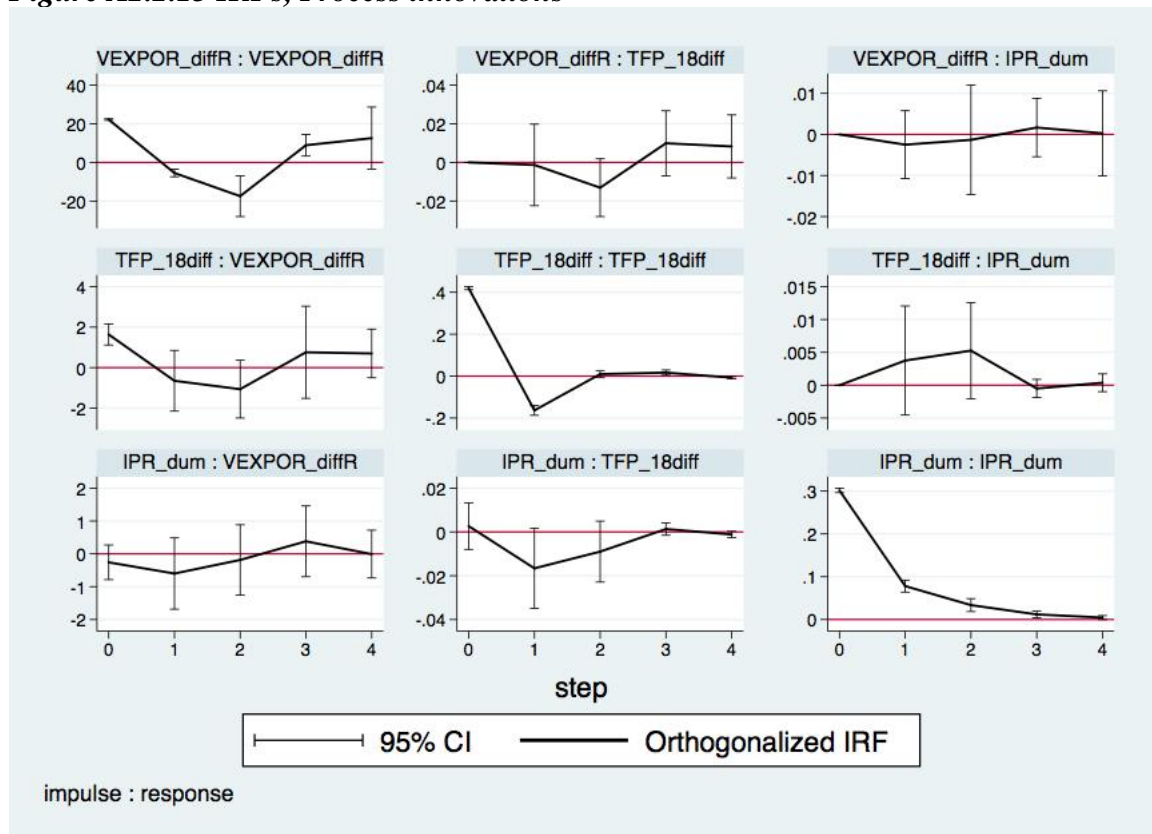 Figure IRFs, Process innovations
VEXPOR_diffR : VEXPOR_diffR
VEXPOR_diffR : TFP_18diff
VEXPOR_diffR : IPR_dum
40
20
0
-20
.04
.02
0
-.02
.01
0
-.01
-.02
TFP_18diff : VEXPOR_diffR
TFP_18diff : TFP_18diff
TFP_18diff : IPR_dum
4
2
0
-2
.4
.2
0
-.2
.015
.01
.005
0
-.005
IPR_dum : VEXPOR_diffR
IPR_dum : TFP_18diff
IPR_dum : IPR_dum
2
1
0
-1
-2
.02
0
-.02
-.04
.3
.2
.1
0
0 1 2 3 4
0 1 2 3 4
0 1 2 3 4
step
95% CI
Orthogonalized IRF
impulse : response